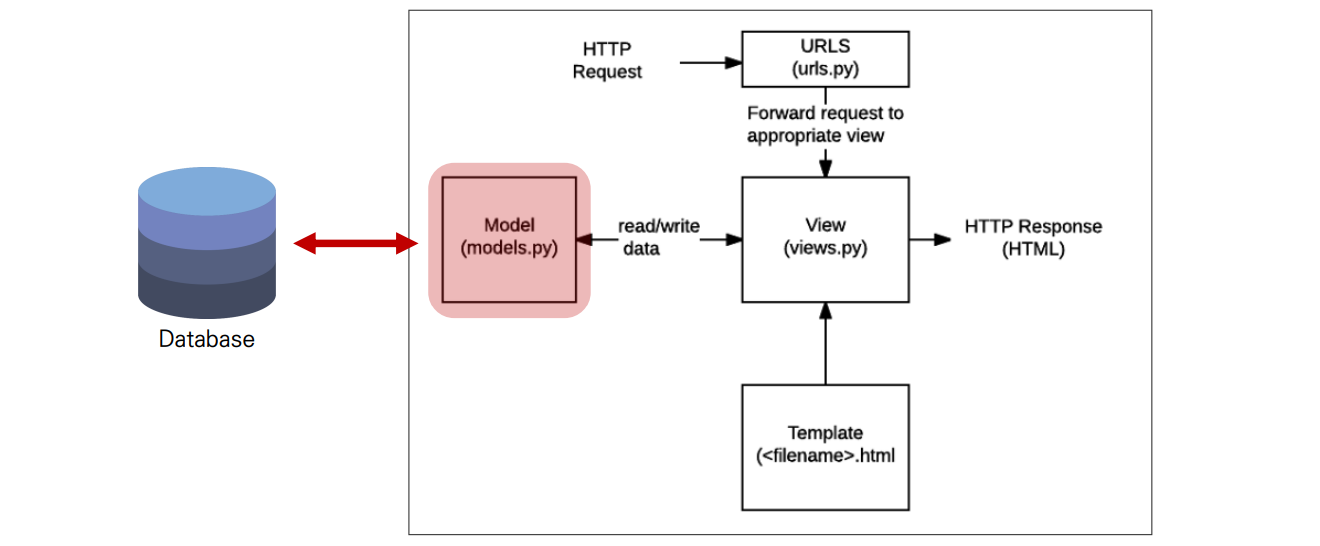 HTTP
Request
URLS
(urls.py)
Forward request to
appropriate view
Database
Model
(models.py)
read/write
data
View
(views.py)
HTTP Response
(HTML)
Template
(<filename>.html